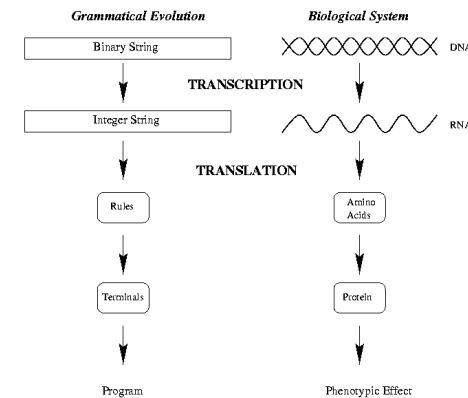 Grammatical Evolution
Biological System
Binary String
DNA
TRANSCRIPTION
Integer String
RNA
TRANSLATION
Rules
Amino
Acids
Terminals
Protein
Program
Phenotypic Effect